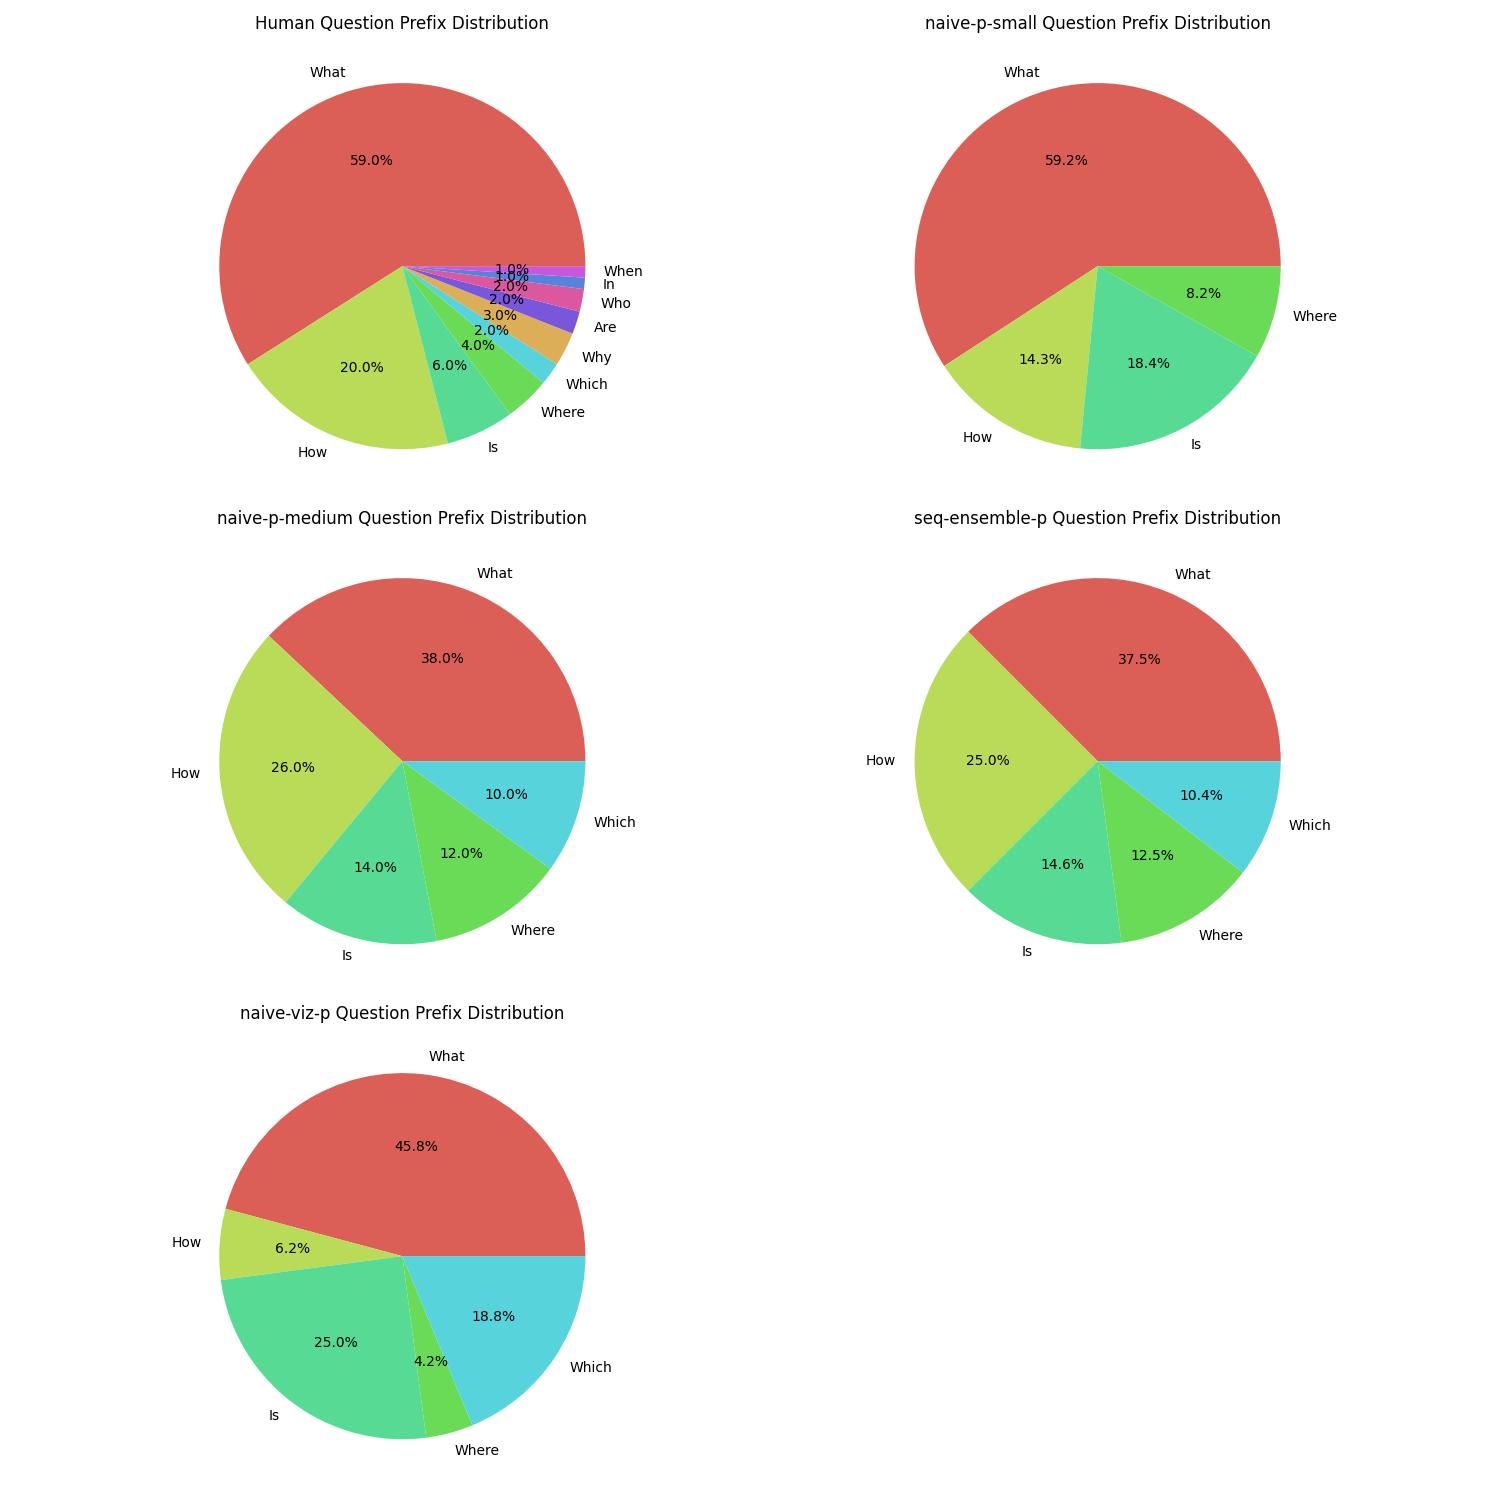 Human Question Prefix Distribution
What
59.0%
How
20.0%
Is
6.0%
Where
4.0%
Which
2.0%
Why
3.0%
Are
2.0%
Who
2.0%
In
1.0%
When
1.0%
naive-p-small Question Prefix Distribution
What
59.2%
How
14.3%
Is
18.4%
Where
8.2%
naive-p-medium Question Prefix Distribution
What
38.0%
How
26.0%
Is
14.0%
Where
12.0%
Which
10.0%
seq-ensemble-p Question Prefix Distribution
What
37.5%
How
25.0%
Is
14.6%
Where
12.5%
Which
10.4%
naive-viz-p Question Prefix Distribution
What
45.8%
How
6.2%
Is
25.0%
Where
4.2%
Which
18.8%